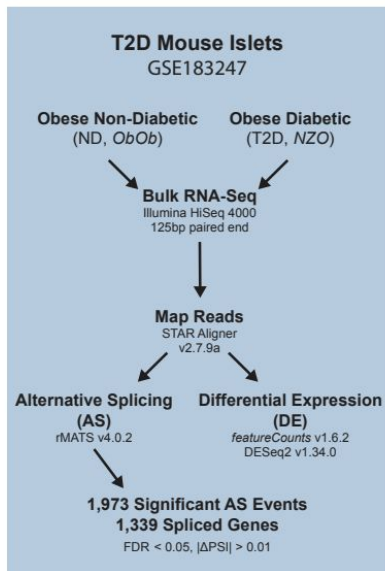 T2D Mouse Islets
GSE183247
Obese Non-Diabetic
(ND, ObOb)
Obese Diabetic
(T2D, NZO)
Bulk RNA-Seq
Illumina HiSeq 4000
125bp paired end
Map Reads
STAR Aligner
v2.7.9a
Alternative Splicing
(AS)
rMATS v4.0.2
Differential Expression
(DE)
featureCounts v1.6.2
DESeq2 v1.34.0
1,973 Significant AS Events
1,339 Spliced Genes
FDR < 0.05, |ΔPSI| > 0.01